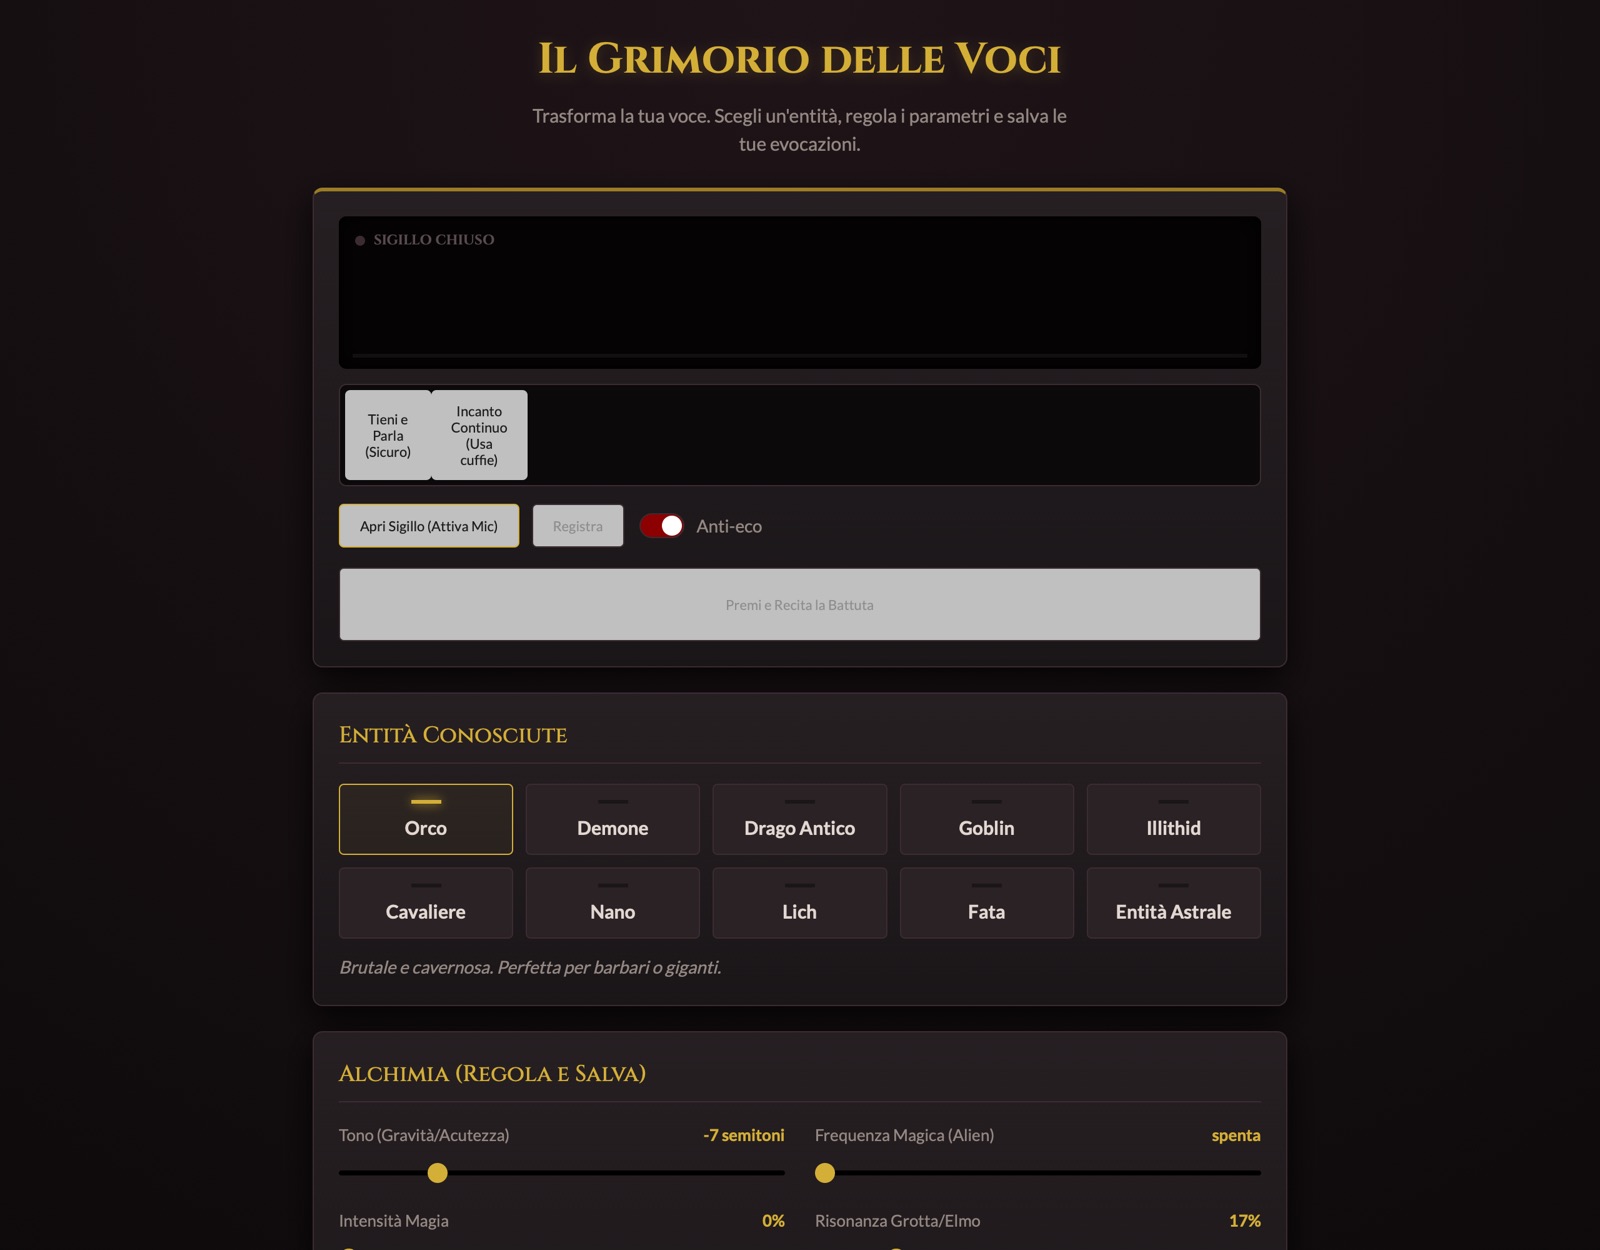 Il Grimorio delle Voci
Trasforma la tua voce. Scegli un'entità, regola i parametri e salva le
tue evocazioni.
SIGILLO CHIUSO
Tieni e
Parla
(Sicuro)
Incanto
Continuo
(Usa
cuffie)
Apri Sigillo (Attiva Mic)
Registra
Anti-eco
Premi e Recita la Battuta
Entità Conosciute
Orco
Demone
Drago Antico
Goblin
Illithid
Cavaliere
Nano
Lich
Fata
Entità Astrale
Brutale e cavernosa. Perfetta per barbari o giganti.
Alchimia (Regola e Salva)
Tono (Gravità/Acutezza)
-7 semitoni
Frequenza Magica (Alien)
spenta
Intensità Magia
0%
Risonanza Grotta/Elmo
17%